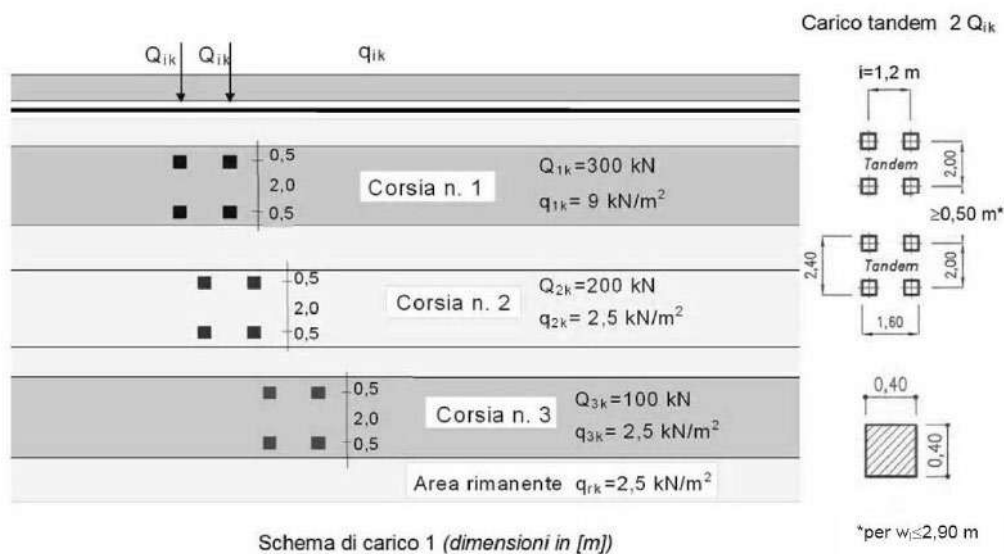 Carico tandem 2 Qik
Qik Qik qik
i=1,2 m
0,5
2,0
0,5
Corsia n. 1
Q1k=300 kN
q1k= 9 kN/m²
Tandem
2,00
≥0,50 m*
0,5
2,0
0,5
Corsia n. 2
Q2k=200 kN
q2k= 2,5 kN/m²
2,40
Tandem
2,00
1,60
0,5
2,0
0,5
Corsia n. 3
Q3k=100 kN
q3k= 2,5 kN/m²
0,40
0,40
Area rimanente qrk=2,5 kN/m²
Schema di carico 1 (dimensioni in [m])
*per wl≤2,90 m